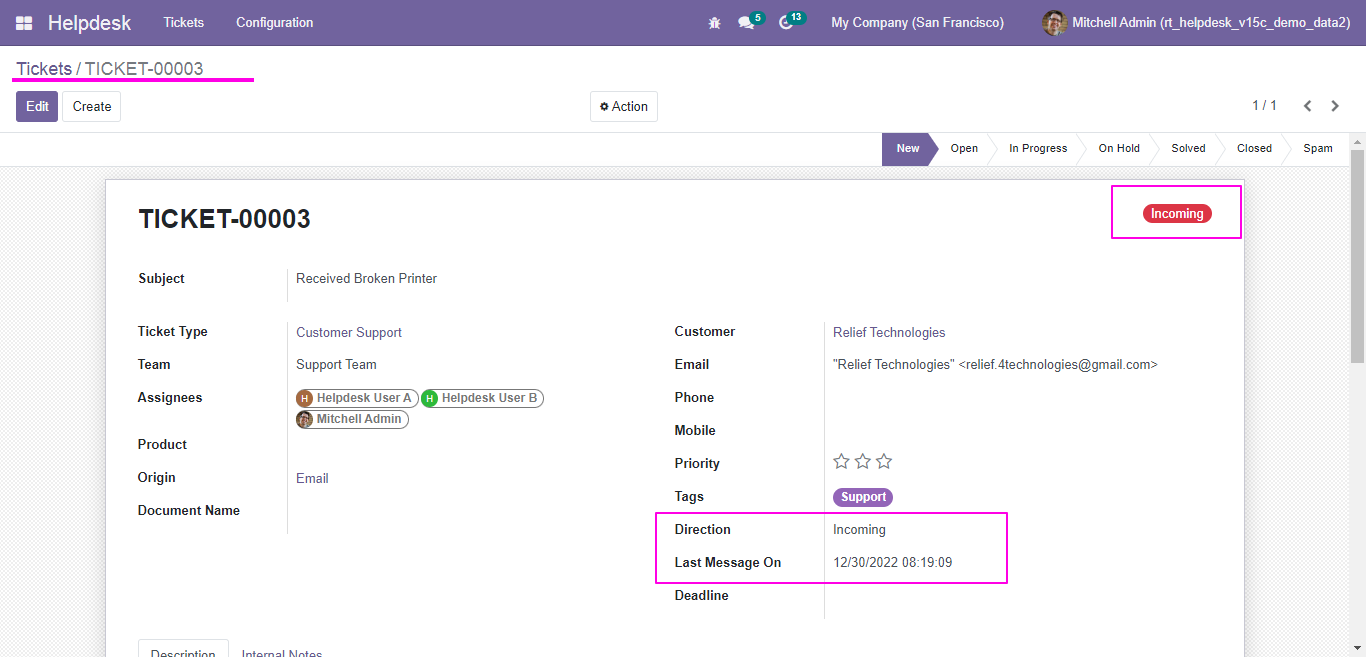 Helpdesk Tickets Configuration 5 13 My Company (San Francisco) Mitchell Admin (rt_helpdesk_v15c_demo_data2)
Tickets / TICKET-00003
Edit Create Action 1 / 1
New Open In Progress On Hold Solved Closed Spam
Incoming
TICKET-00003
Subject Received Broken Printer
Ticket Type Customer Support
Team Support Team
Assignees H Helpdesk User A H Helpdesk User B
Mitchell Admin
Product
Origin Email
Document Name
Customer Relief Technologies
Email "Relief Technologies" <relief.4technologies@gmail.com>
Phone
Mobile
Priority
Tags Support
Direction Incoming
Last Message On 12/30/2022 08:19:09
Deadline
Description Internal Notes